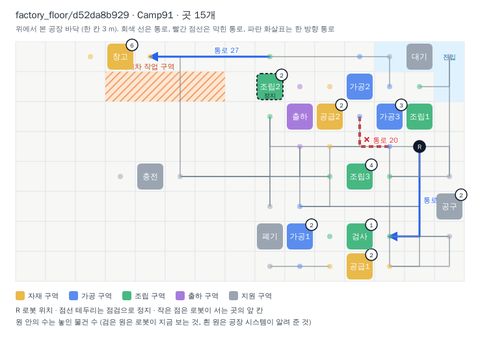 factory_floor/d52da8b929 · Camp91 · 곳 15개
위에서 본 공장 바닥 (한 칸 3 m). 회색 선은 통로, 빨간 점선은 막힌 통로, 파란 화살표는 한 방향 통로
창고 6 통로 27 대기 진입
차 작업 구역
조립2 2 정지 가공2
출하 공급2 2 가공3 3 조립1
✖ 통로 20 R
충전 조립3 4
통로 공구 2
폐기 가공1 2 검사 1
공급1 2
자재 구역 가공 구역 조립 구역 출하 구역 지원 구역
R 로봇 위치 · 점선 테두리는 점검으로 정지 · 작은 점은 로봇이 서는 곳의 앞 칸
원 안의 수는 놓인 물건 수 (검은 원은 로봇이 지금 보는 것, 흰 원은 공장 시스템이 알려 준 것)